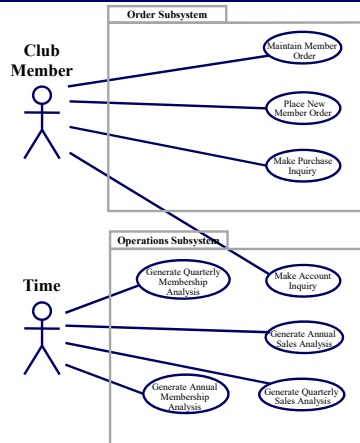 Order Subsystem
Club
Member
Maintain Member
Order
Place New
Member Order
Make Purchase
Inquiry
Operations Subsystem
Time
Generate Quarterly
Membership
Analysis
Make Account
Inquiry
Generate Annual
Sales Analysis
Generate Annual
Membership
Analysis
Generate Quarterly
Sales Analysis